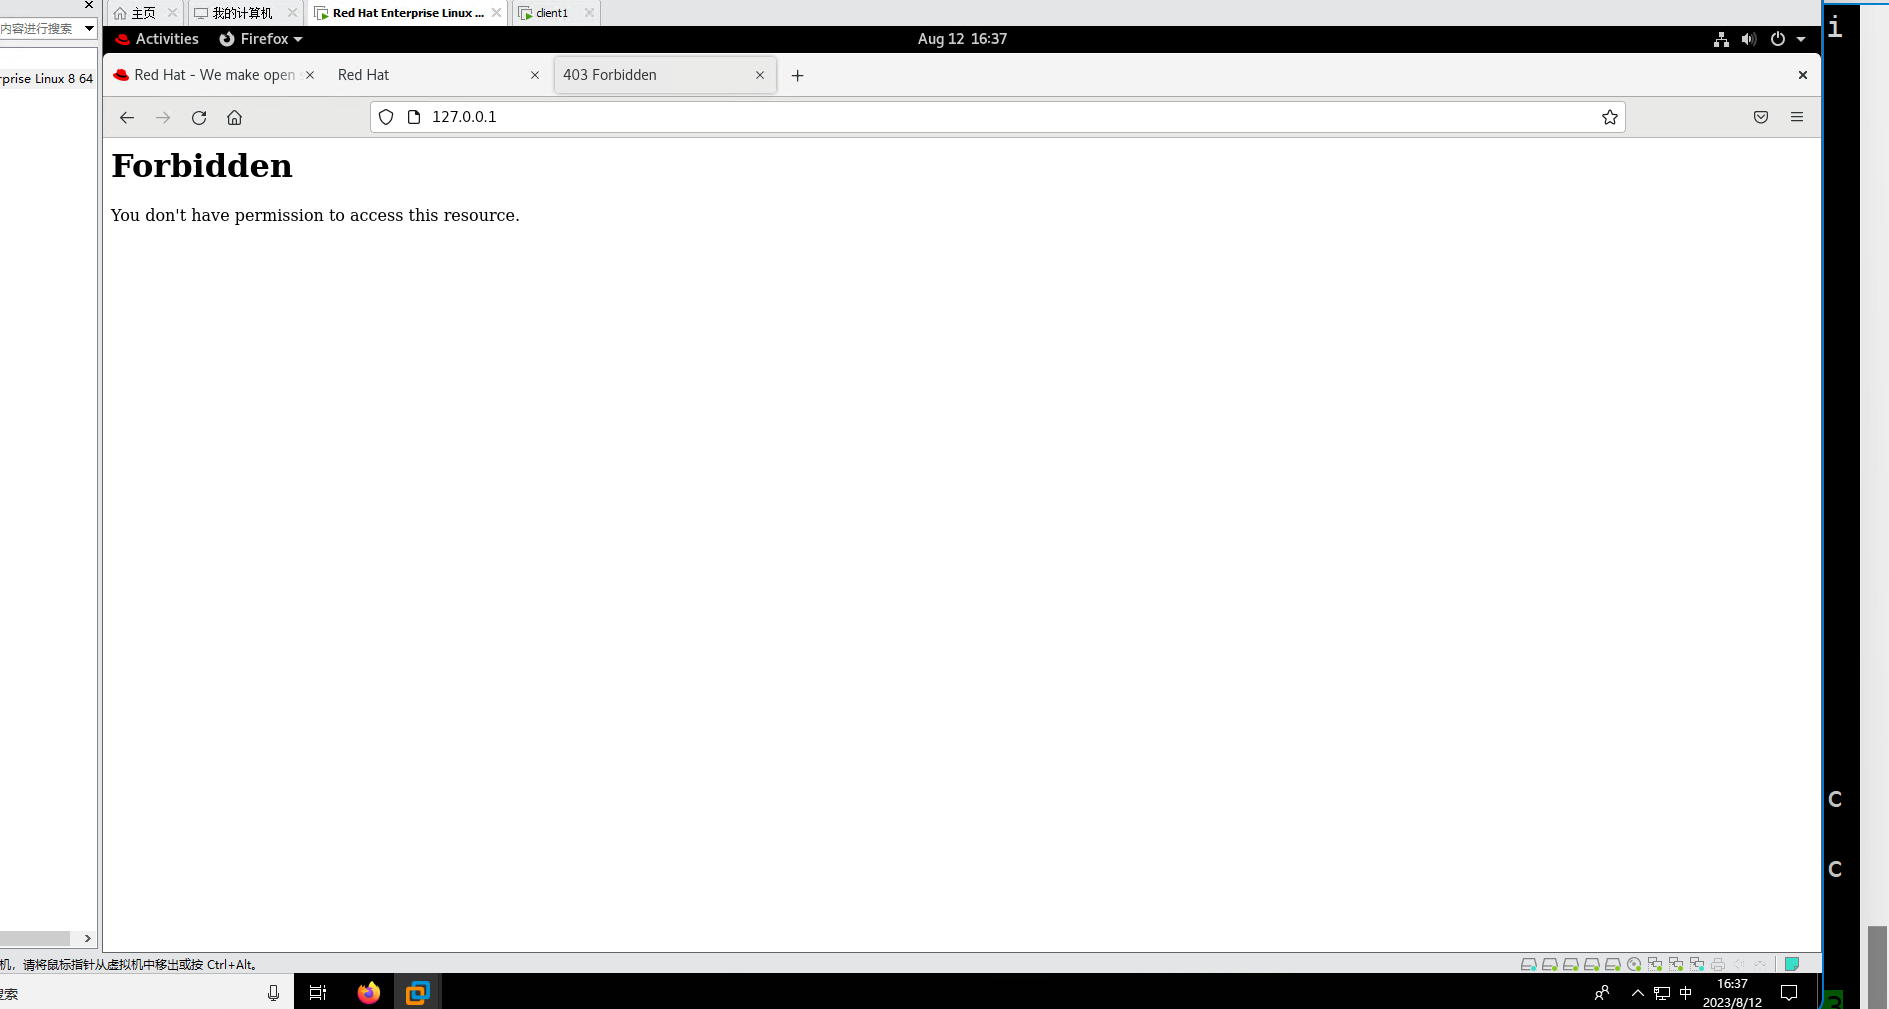 主页
我的计算机
Red Hat Enterprise Linux ...
client1
内容进行搜索
rprise Linux 8 64
Activities
Firefox
Aug 12 16:37
Red Hat - We make open
Red Hat
403 Forbidden
127.0.0.1
Forbidden
You don't have permission to access this resource.
机，请将鼠标指针从虚拟机中移出或按 Ctrl+Alt。
搜索
中
16:37
2023/8/12
i
c
c